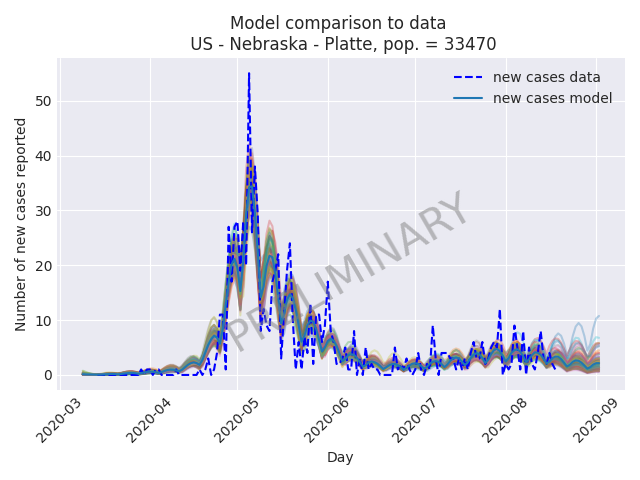 Model comparison to data
US - Nebraska - Platte, pop. = 33470
new cases data
new cases model
Number of new cases reported
50
40
30
20
10
0
PRELIMINARY
2020-03
2020-04
2020-05
2020-06
2020-07
2020-08
2020-09
Day